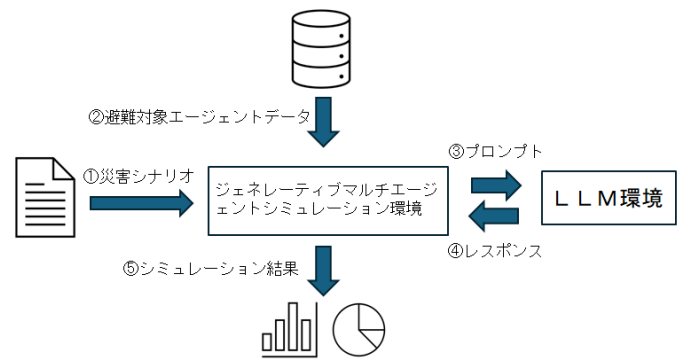 ②避難対象エージェントデータ
①災害シナリオ
ジェネレーティブマルチエージ
ェントシミュレーション環境
③プロンプト
ＬＬＭ環境
④レスポンス
⑤シミュレーション結果